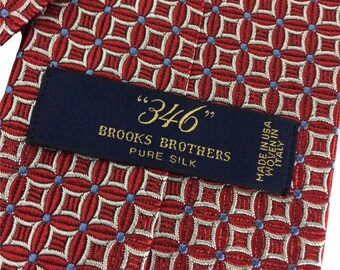 "346"
BROOKS BROTHERS
PURE SILK
MADE IN USA
WOVEN IN
ITALY